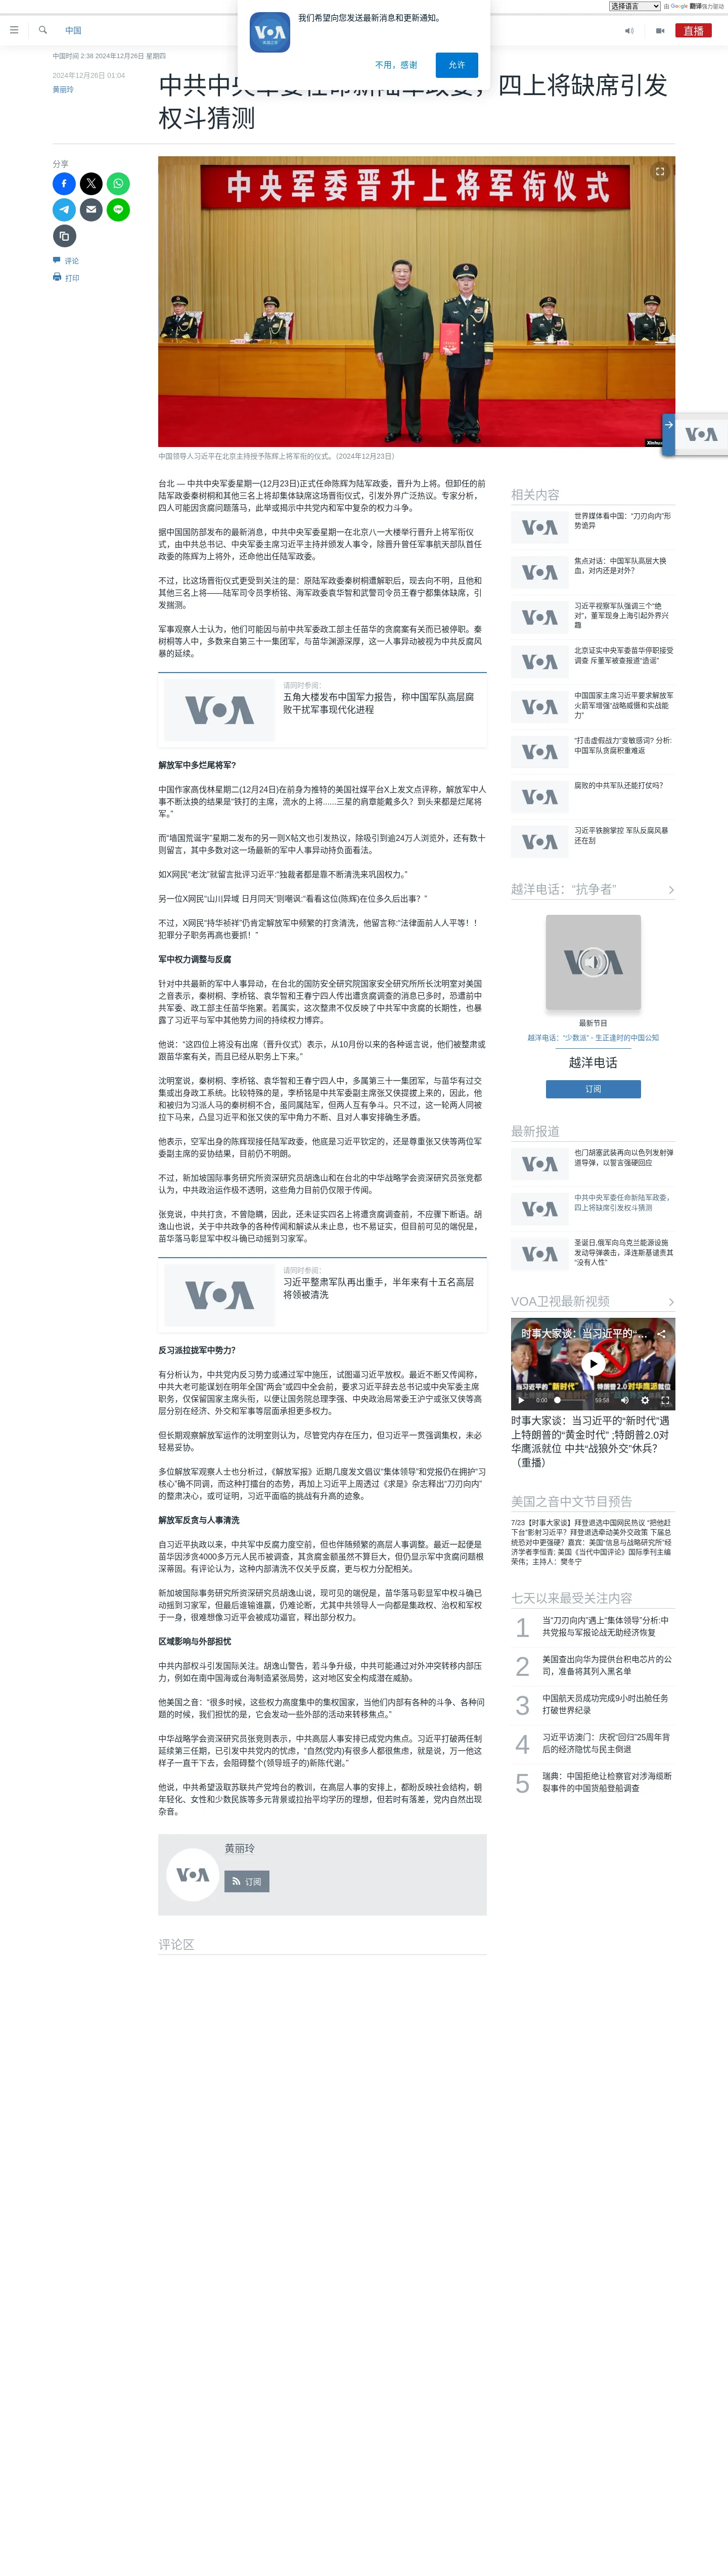 选择语言
由 Google 翻译强力驱动
我们希望向您发送最新消息和更新通知。
VOA
美国之音
不用，感谢
允许
中国
直播
中国时间 2:38 2024年12月26日 星期四
2024年12月26日 01:04
黄丽玲
四上将缺席引发
权斗猜测
分享
评论
打印
中央军委晋升上将军衔仪式
Xinhua
中国领导人习近平在北京主持授予陈辉上将军衔的仪式。(2024年12月23日)
台北 — 中共中央军委星期一(12月23日)正式任命陈辉为陆军政委，晋升为上将。但卸任的前
陆军政委秦树桐和其他三名上将却集体缺席这场晋衔仪式，引发外界广泛热议。专家分析，
四人可能因贪腐问题落马，此举或揭示中共党内和军中复杂的权力斗争。
据中国国防部发布的最新消息，中共中央军委星期一在北京八一大楼举行晋升上将军衔仪
式，由中共总书记、中央军委主席习近平主持并颁发人事令，除晋升曾任军事航天部队首任
政委的陈辉为上将外，还命他出任陆军政委。
不过，比这场晋衔仪式更受到关注的是：原陆军政委秦树桐遭解职后，现去向不明，且他和
其他三名上将——陆军司令员李桥铭、海军政委袁华智和武警司令员王春宁都集体缺席，引
发揣测。
军事观察人士认为，他们可能因与前中共军委政工部主任苗华的贪腐案有关而已被停职。秦
树桐等人中，多数来自第三十一集团军，与苗华渊源深厚，这一人事异动被视为中共反腐风
暴的延续。
请同时参阅：
五角大楼发布中国军力报告，称中国军队高层腐
败干扰军事现代化进程
VOA
解放军中多烂尾将军?
中国作家高伐林星期二(12月24日)在前身为推特的美国社媒平台X上发文点评称，解放军中人
事不断汰换的结果是“铁打的主席，流水的上将......三星的肩章能戴多久？到头来都是烂尾将
军。”
而“墙国荒诞字”星期二发布的另一则X帖文也引发热议，除吸引到逾24万人浏览外，还有数十
则留言，其中多数对这一场最新的军中人事异动持负面看法。
如X网民“老沈”就留言批评习近平:“独裁者都是靠不断清洗来巩固权力。”
另一位X网民“山川异域 日月同天”则嘲讽:“看看这位(陈辉)在位多久后出事？”
不过，X网民“持华祯祥”仍肯定解放军中频繁的打贪清洗，他留言称:“法律面前人人平等！！
犯罪分子职务再高也要抓！”
军中权力调整与反腐
针对中共最新的军中人事异动，在台北的国防安全研究院国家安全研究所所长沈明室对美国
之音表示，秦树桐、李桥铭、袁华智和王春宁四人传出遭贪腐调查的消息已多时，恐遭前中
共军委、政工部主任苗华拖累。若属实，这次整肃不仅反映了中共军中贪腐的长期性，也暴
露了习近平与军中其他势力间的持续权力博弈。
他说：“这四位上将没有出席（晋升仪式）表示，从10月份以来的各种谣言说，他们被整肃或
跟苗华案有关，而且已经从职务上下来。”
沈明室说，秦树桐、李桥铭、袁华智和王春宁四人中，多属第三十一集团军，与苗华有过交
集或出身政工系统。比较特殊的是，李桥铭是中共军委副主席张又侠提拔上来的，因此，他
和被归为习派人马的秦树桐不合，虽同属陆军，但两人互有争斗。只不过，这一轮两人同被
拉下马来，凸显习近平和张又侠的军中角力不断、且对人事安排确生矛盾。
他表示，空军出身的陈辉现接任陆军政委，他底是习近平钦定的，还是尊重张又侠等两位军
委副主席的妥协结果，目前仍不明朗。
不过，新加坡国际事务研究所资深研究员胡逸山和在台北的中华战略学会资深研究员张竞都
认为，中共政治运作极不透明，这些角力目前仍仅限于传闻。
张竞说，中共打贪，不曾隐瞒，因此，还未证实四名上将遭贪腐调查前，不应骤下断语。胡
逸山也说，关于中共政争的各种传闻和解读从未止息，也不易证实，但目前可见的端倪是，
苗华落马彰显军中权斗确已动摇到习家军。
VOA
请同时参阅：
习近平整肃军队再出重手，半年来有十五名高层
将领被清洗
反习派拉拢军中势力?
有分析认为，中共党内反习势力或通过军中施压，试图逼习近平放权。最近不断又传闻称，
中共大老可能谋划在明年全国“两会”或四中全会前，要求习近平辞去总书记或中央军委主席
职务，仅保留国家主席头衔，以便让国务院总理李强、中央政治局常委王沪宁或张又侠等高
层分别在经济、外交和军事等层面承担更多权力。
但长期观察解放军运作的沈明室则认为，尽管党内存在压力，但习近平一贯强调集权，未必
轻易妥协。
多位解放军观察人士也分析过，《解放军报》近期几度发文倡议“集体领导”和党报仍在拥护“习
核心”确不同调，而这种打擂台的态势，再加上习近平上周透过《求是》杂志释出“刀刃向内”
的整肃决心，或可证明，习近平面临的挑战有升高的迹象。
解放军反贪与人事清洗
自习近平执政以来，中共军中反腐力度空前，但也伴随频繁的高层人事调整。最近一起便是
苗华因涉贪4000多万元人民币被调查，其贪腐金额虽然不算巨大，但仍显示军中贪腐问题根
深蒂固。有评论认为，这种内部清洗不仅关乎反腐，更与权力分配相关。
新加坡国际事务研究所资深研究员胡逸山说，现可见的端倪是，苗华落马彰显军中权斗确已
动摇到习家军，但最后谁输谁赢，仍难论断，尤其中共领导人一向都是集政权、治权和军权
于一身，很难想像习近平会被成功逼官，释出部分权力。
区域影响与外部担忧
中共内部权斗引发国际关注。胡逸山警告，若斗争升级，中共可能通过对外冲突转移内部压
力，例如在南中国海或台海制造紧张局势，这对地区安全构成潜在威胁。
他美国之音：“很多时候，这些权力高度集中的集权国家，当他们内部有各种的斗争、各种问
题的时候，我们担忧的是，它会发动一些外部的活动来转移焦点。”
中华战略学会资深研究员张竞则表示，中共高层人事安排已成党内焦点。习近平打破两任制
延续第三任期，已引发中共党内的忧虑，“自然(党内)有很多人都很焦虑，就是说，万一他这
样子一直干下去，会阻碍整个(领导班子的)新陈代谢。”
他说，中共希望汲取苏联共产党垮台的教训，在高层人事的安排上，都盼反映社会结构，朝
年轻化、女性和少数民族等多元背景或拉抬平均学历的理想，但若时有落差，党内自然出现
杂音。
VOA
黄丽玲
订阅
评论区
相关内容
世界媒体看中国：“刀刃向内”形
势诡异
焦点对话：中国军队高层大换
血，对内还是对外？
习近平视察军队强调三个“绝
对”，董军现身上海引起外界兴
趣
北京证实中央军委苗华停职接受
调查 斥董军被查报道“造谣”
中国国家主席习近平要求解放军
火箭军增强“战略威慑和实战能
力”
“打击虚假战力”变敏感词? 分析:
中国军队贪腐积重难返
腐败的中共军队还能打仗吗？
习近平铁腕掌控 军队反腐风暴
还在刮
越洋电话：“抗争者”
最新节目
越洋电话：“少数派” - 生正逢时的中国公知
越洋电话
订阅
最新报道
也门胡塞武装再向以色列发射弹
道导弹，以誓言强硬回应
中共中央军委任命新陆军政委，
四上将缺席引发权斗猜测
圣诞日,俄军向乌克兰能源设施
发动导弹袭击，泽连斯基谴责其
“没有人性”
VOA卫视最新视频
时事大家谈：当习近平的“...
0:00
59:58
时事大家谈：当习近平的“新时代”遇
上特朗普的“黄金时代” ;特朗普2.0对
华鹰派就位 中共“战狼外交”休兵？
（重播）
美国之音中文节目预告
7/23【时事大家谈】拜登退选中国网民热议 “把他赶
下台”影射习近平？拜登退选牵动美外交政策 下届总
统恐对中更强硬？嘉宾：美国“信息与战略研究所”经
济学者李恒青; 美国《当代中国评论》国际季刊主编
荣伟；主持人：樊冬宁
七天以来最受关注内容
1
当“刀刃向内”遇上“集体领导”分析:中
共党报与军报论战无助经济恢复
2
美国查出向华为提供台积电芯片的公
司，准备将其列入黑名单
3
中国航天员成功完成9小时出舱任务
打破世界纪录
4
习近平访澳门：庆祝“回归”25周年背
后的经济隐忧与民主倒退
5
瑞典：中国拒绝让检察官对涉海缆断
裂事件的中国货船登船调查